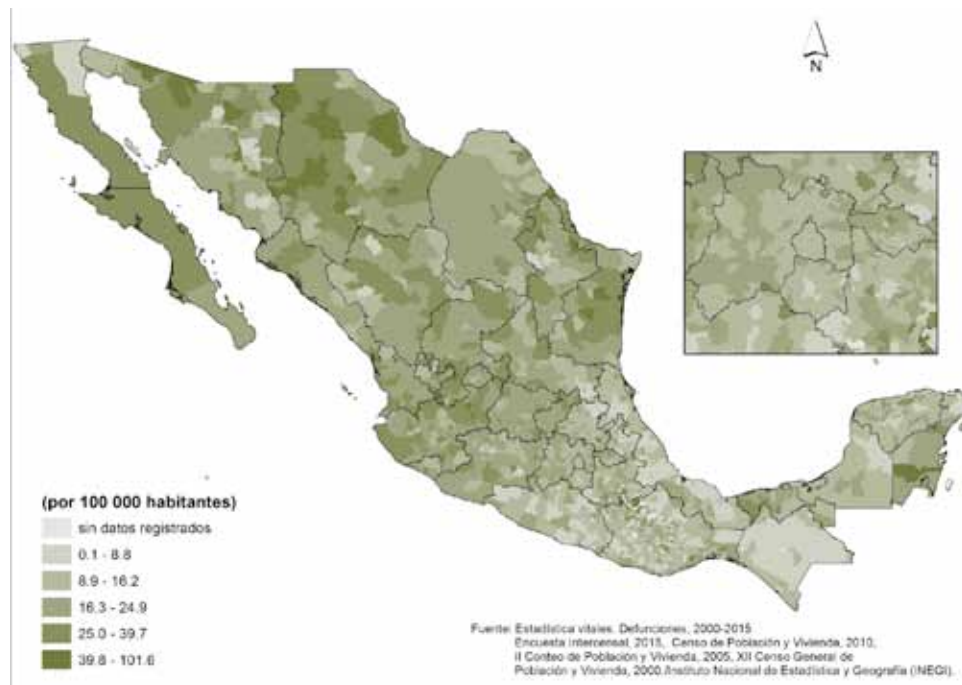 N
(por 100 000 habitantes)
sin datos registrados
0.1 - 8.8
8.9 - 16.2
16.3 - 24.9
25.0 - 39.7
39.8 - 101.6
Fuente: Estadística vitales. Defunciones, 2000-2015
Encuesta Intercensal, 2015, Censo de Población y Vivienda, 2010,
II Conteo de Población y Vivienda, 2005, XII Censo General de
Población y Vivienda, 2000./Instituto Nacional de Estadística y Geografía (INEGI).